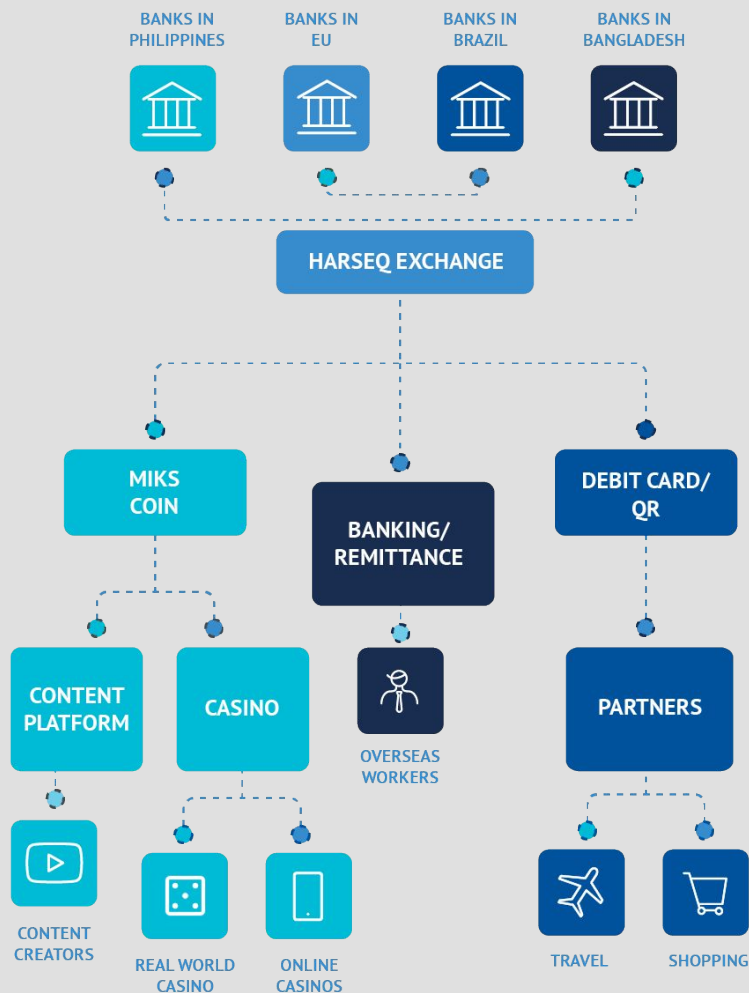 BANKS IN
PHILIPPINES
BANKS IN
EU
BANKS IN
BRAZIL
BANKS IN
BANGLADESH
HARSEQ EXCHANGE
MIKS
COIN
BANKING/
REMITTANCE
DEBIT CARD/
QR
CONTENT
PLATFORM
CASINO
OVERSEAS
WORKERS
PARTNERS
CONTENT
CREATORS
REAL WORLD
CASINO
ONLINE
CASINOS
TRAVEL
SHOPPING